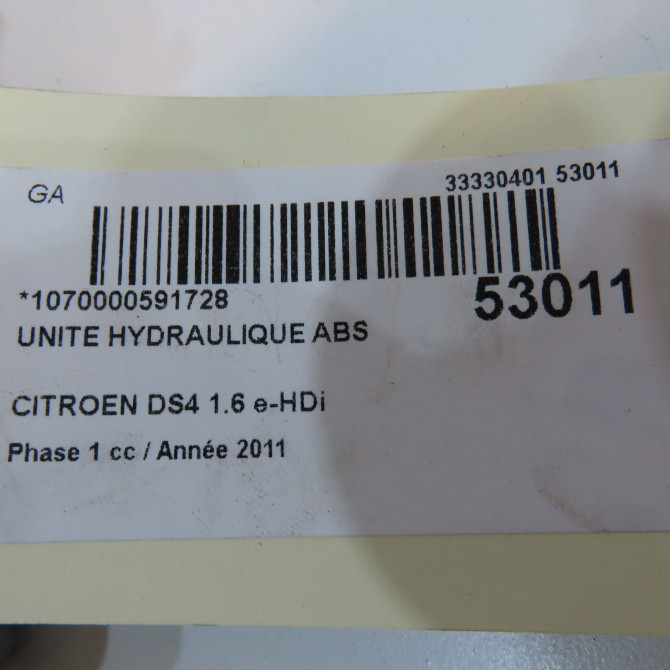 GA
33330401 53011
*1070000591728
53011
UNITE HYDRAULIQUE ABS
CITROEN DS4 1.6 e-HDi
Phase 1 cc / Année 2011